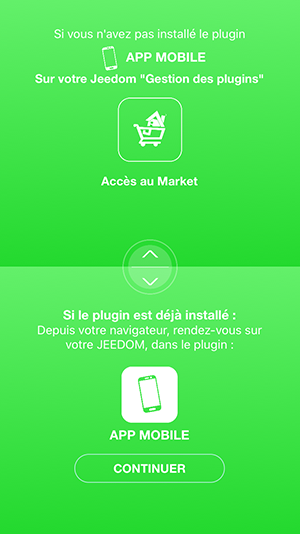 Si vous n'avez pas installé le plugin
APP MOBILE
Sur votre Jeedom "Gestion des plugins"
Accès au Market
Si le plugin est déjà installé :
Depuis votre navigateur, rendez-vous sur
votre JEEDOM, dans le plugin :
APP MOBILE
CONTINUER